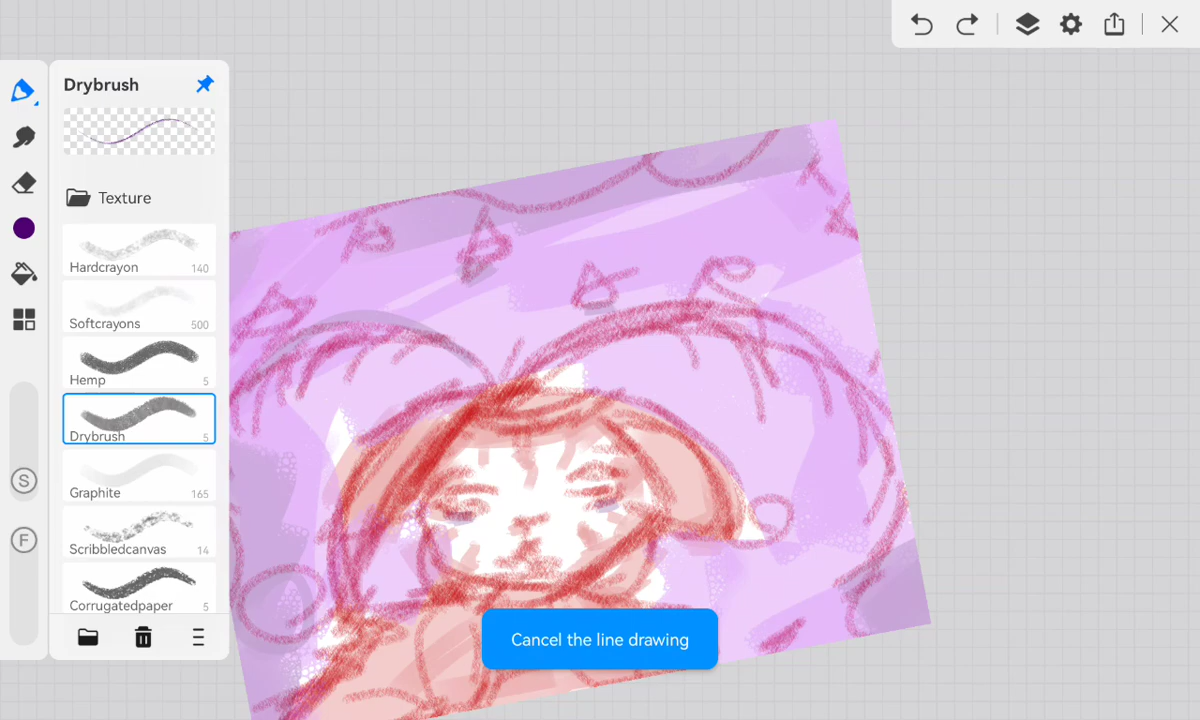 Drybrush
Texture
Hardcrayon 140
Softcrayons 500
Hemp 5
Drybrush 5
Graphite 165
S
Scribbledcanvas 14
F
Corrugatedpaper 5
Cancel the line drawing